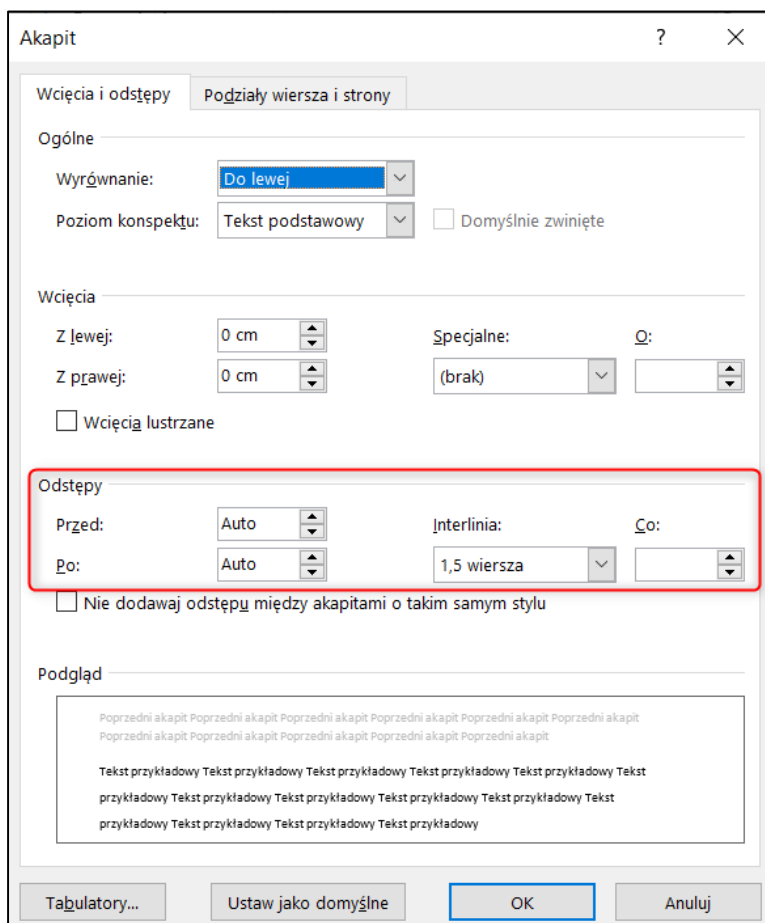 Akapit ?
Wcięcia i odstępy Podziały wiersza i strony
Ogólne
Wyrównanie: Do lewej
Poziom konspektu: Tekst podstawowy Domyślnie zwinięte
Wcięcia
Z lewej: 0 cm Specjalne: O:
Z prawej: 0 cm (brak)
Wcięcia lustrzane
Odstępy
Przed: Auto Interlinia: Co:
Po: Auto 1,5 wiersza
Nie dodawaj odstępu między akapitami o takim samym stylu
Podgląd
Poprzedni akapit Poprzedni akapit Poprzedni akapit Poprzedni akapit Poprzedni akapit Poprzedni akapit
Poprzedni akapit Poprzedni akapit Poprzedni akapit Poprzedni akapit Poprzedni akapit
Tekst przykładowy Tekst przykładowy Tekst przykładowy Tekst przykładowy Tekst przykładowy Tekst
przykładowy Tekst przykładowy Tekst przykładowy Tekst przykładowy Tekst przykładowy Tekst
przykładowy Tekst przykładowy Tekst przykładowy Tekst przykładowy
Tabulatory... Ustaw jako domyślne OK Anuluj